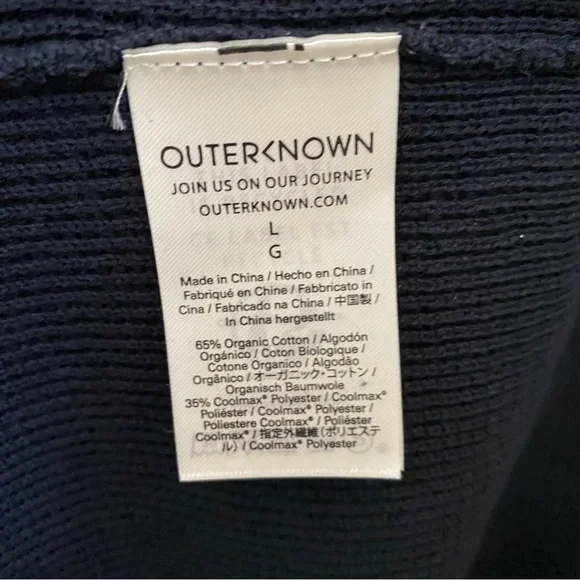 OUTERKNOWN
JOIN US ON OUR JOURNEY
OUTERKNOWN.COM
L
G
Made in China / Hecho en China /
Fabriqué en Chine / Fabbricato in
Cina / Fabricado na China / 中国製 /
In China hergestellt
65% Organic Cotton / Algodón
Orgánico / Coton Biologique /
Cotone Organico / Algodão
Orgânico / オーガニック・コットン /
Organisch Baumwole
35% Coolmax® Polyester / Coolmax®
Poliéster / Coolmax® Polyester /
Poliestere Coolmax® / Poliéster
Coolmax® / 指定外繊維 (ポリエステ
ル) / Coolmax® Polyester